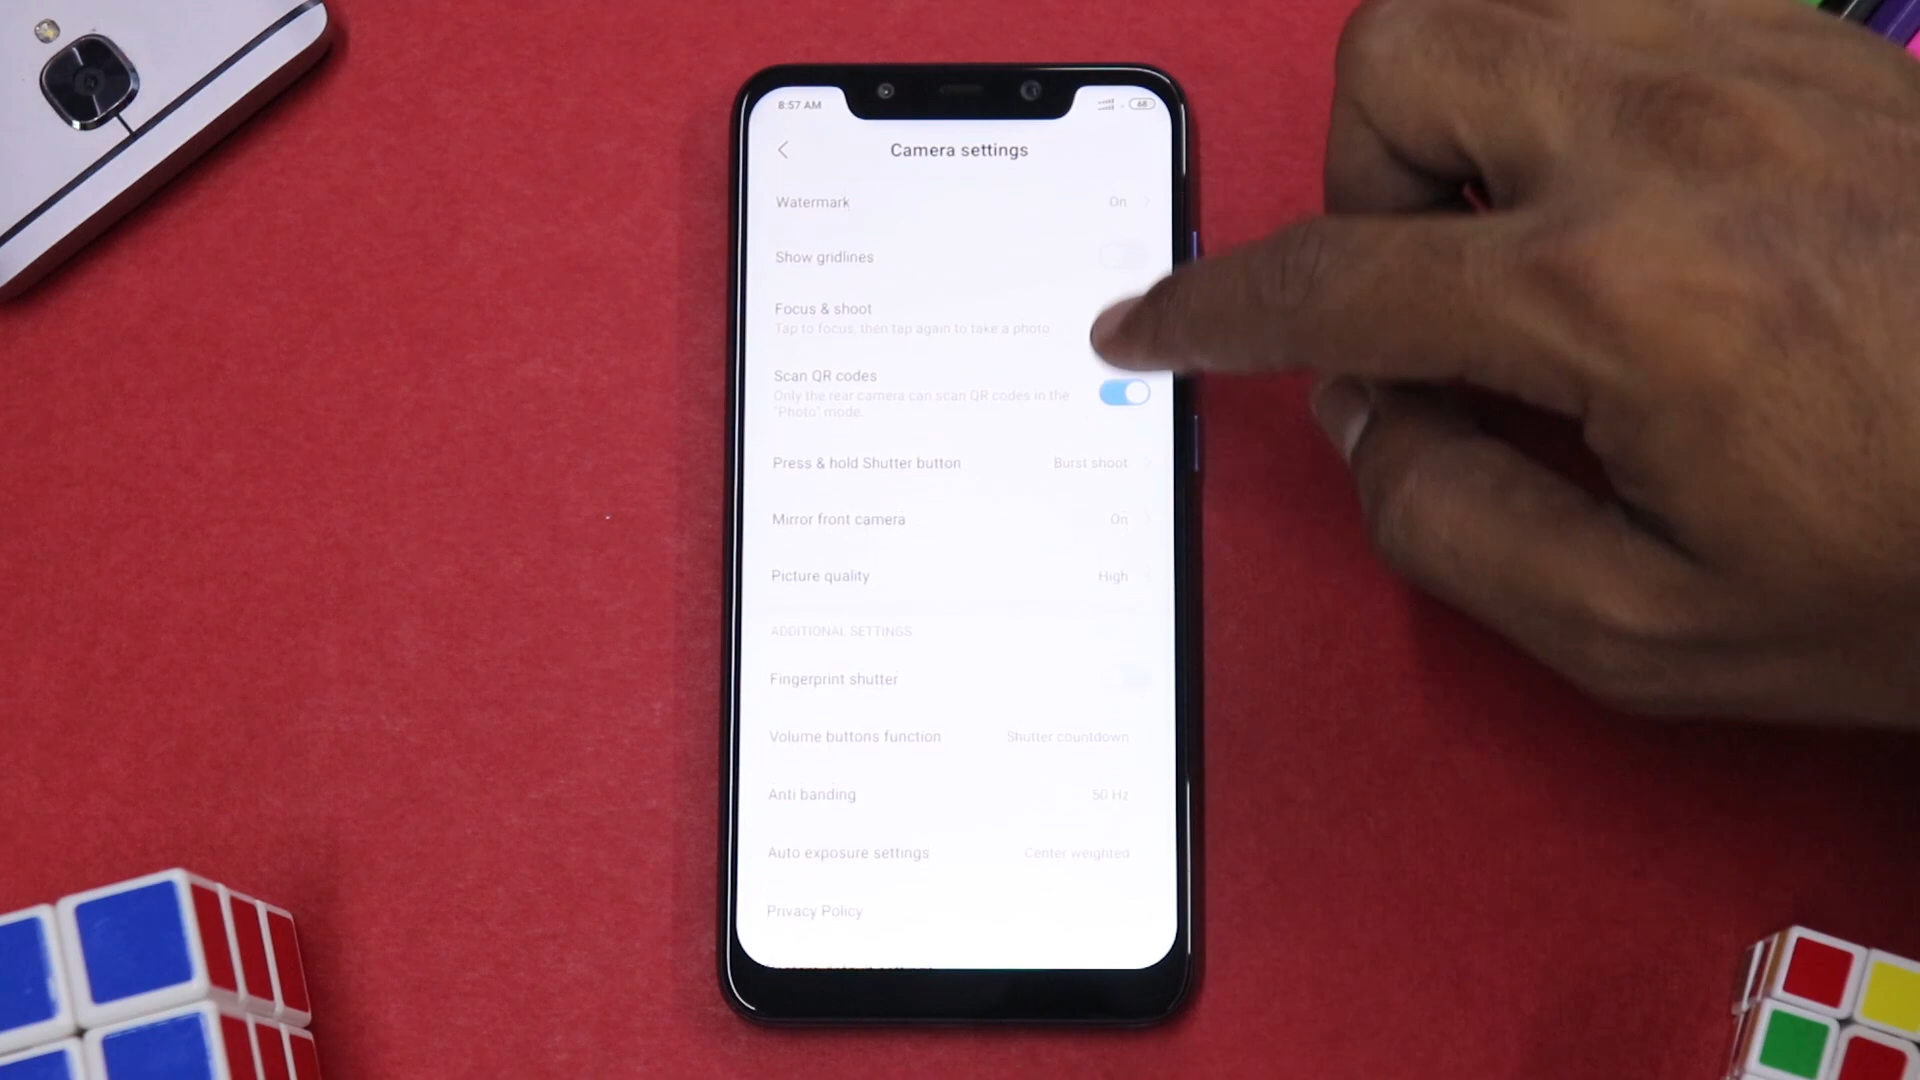 8:57 AM
68
Camera settings
Watermark On
Show gridlines
Focus & shoot
Tap to focus, then tap again to take a photo
Scan QR codes
Only the rear camera can scan QR codes in the
"Photo" mode.
Press & hold Shutter button Burst shoot
Mirror front camera On
Picture quality High
ADDITIONAL SETTINGS
Fingerprint shutter
Volume buttons function Shutter countdown
Anti banding 50 Hz
Auto exposure settings Center weighted
Privacy Policy